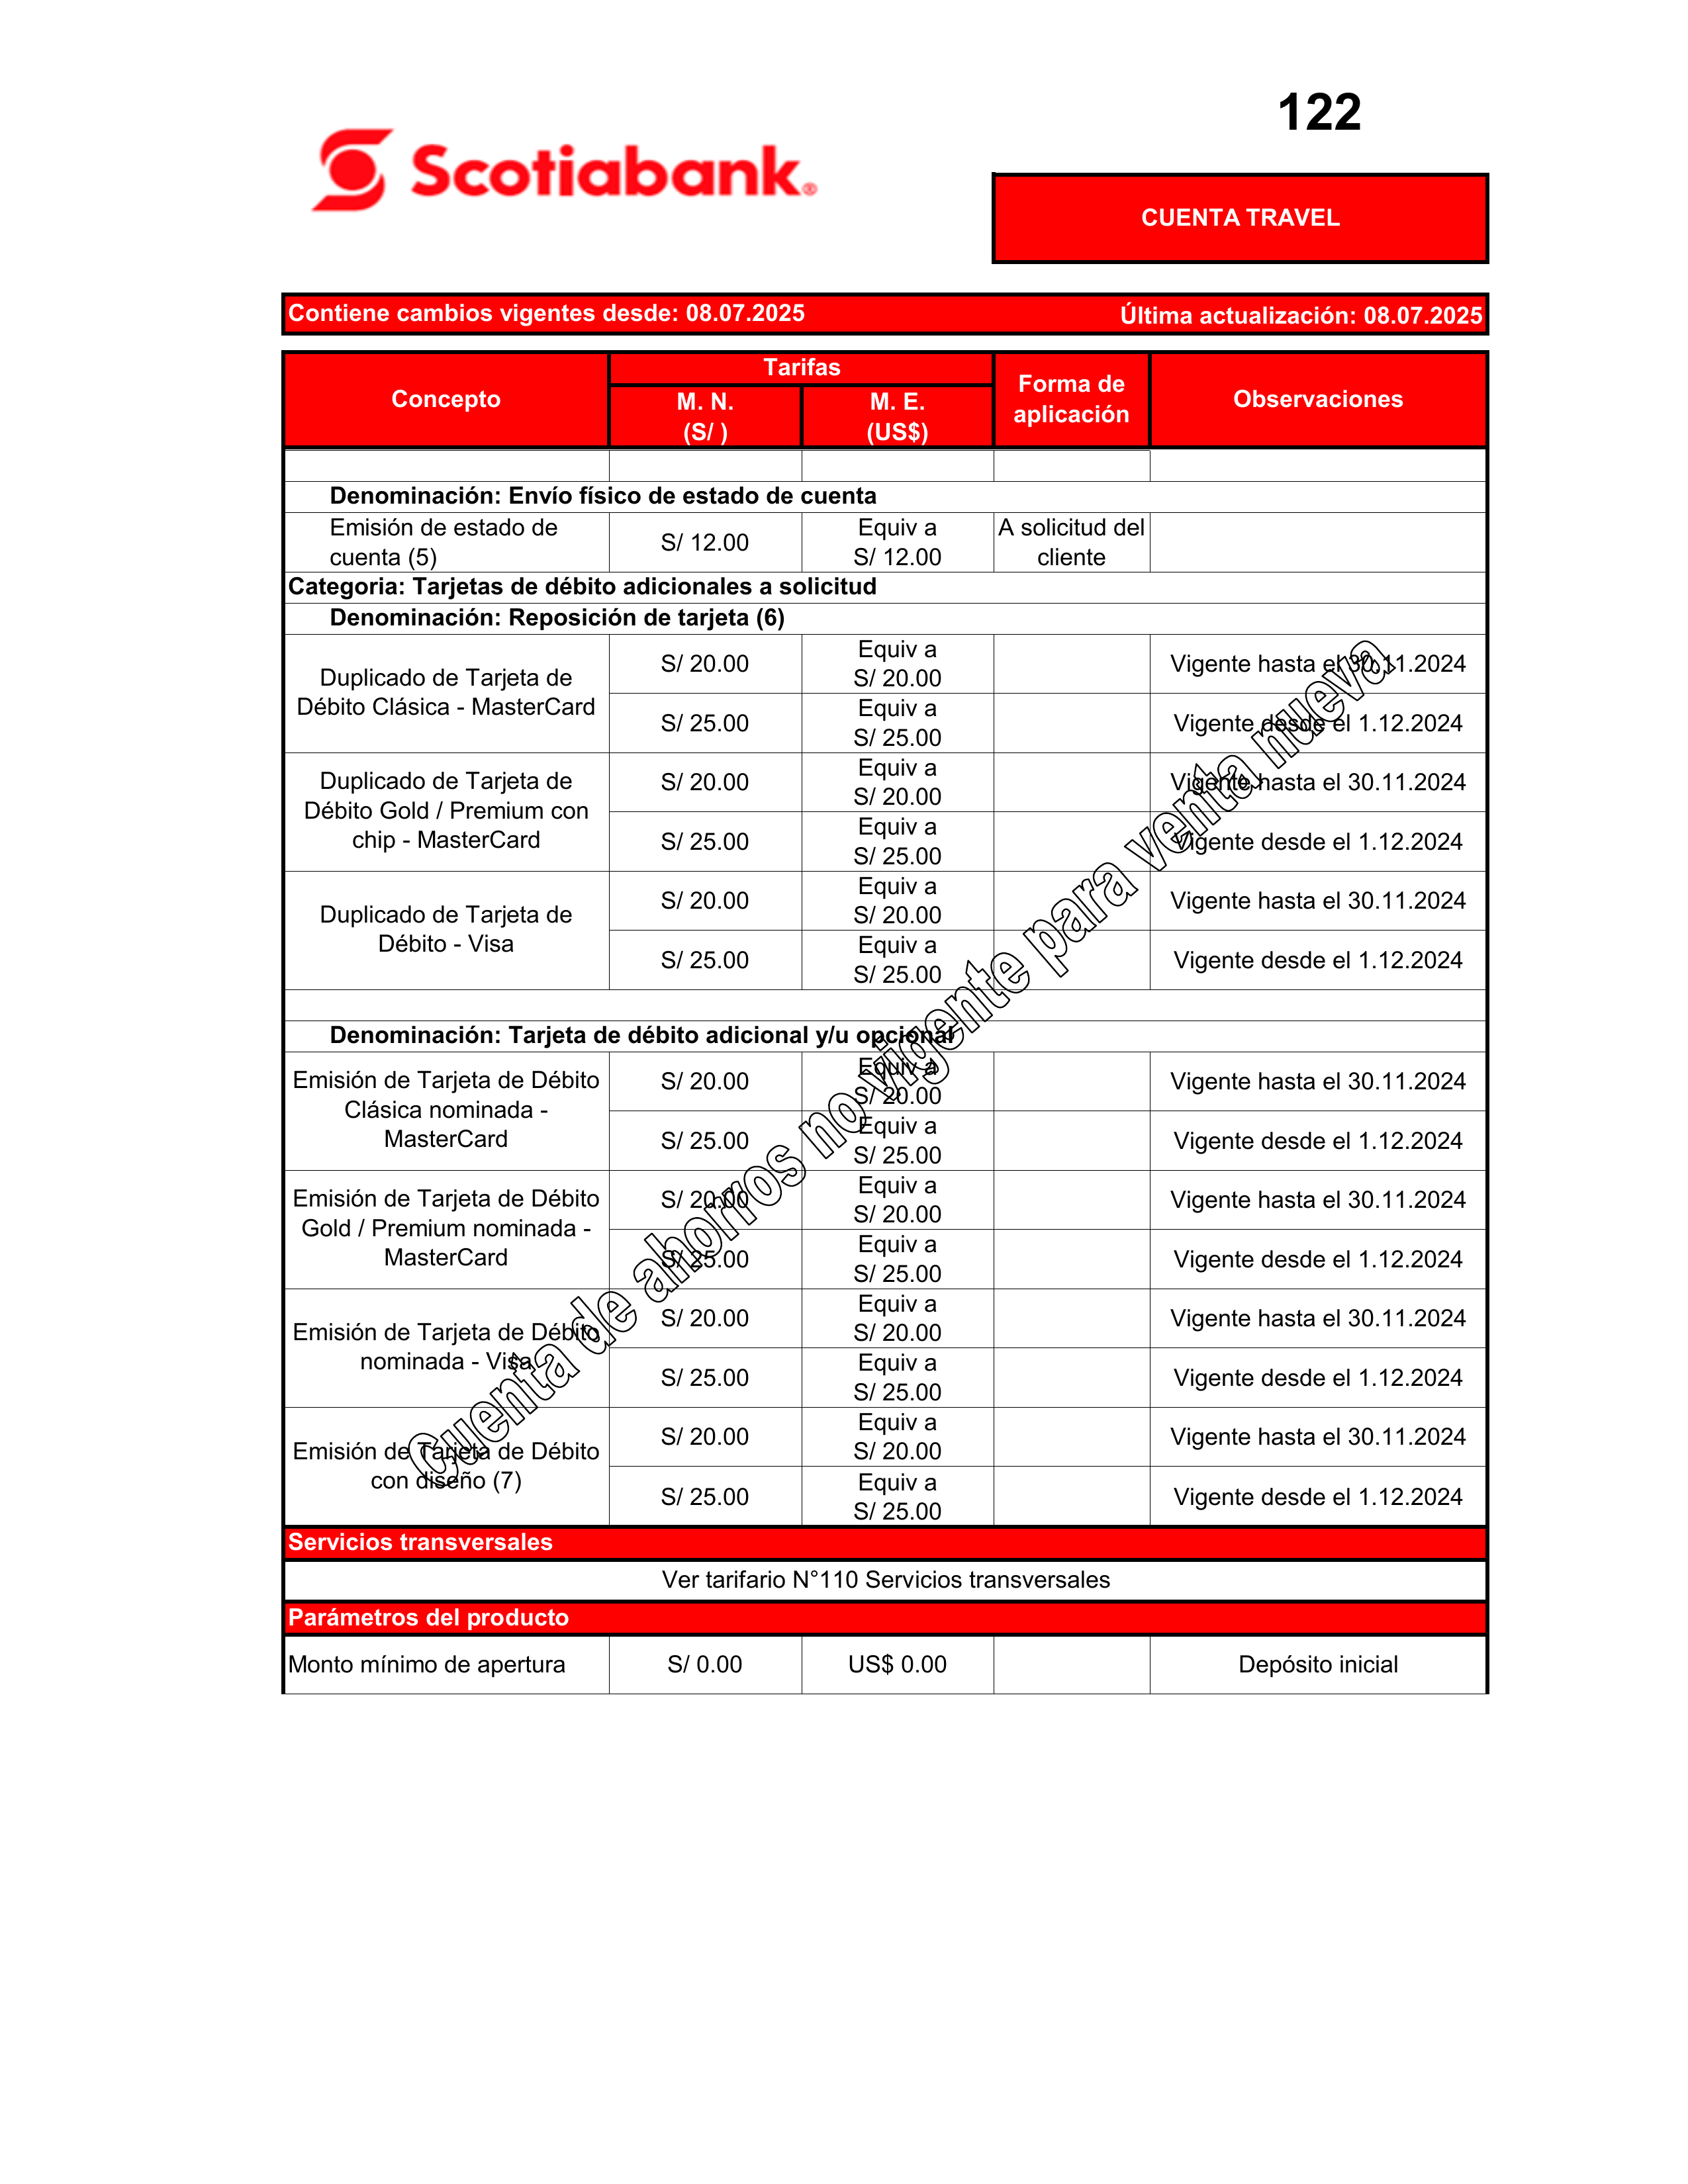 122
Scotiabank®
CUENTA TRAVEL
Contiene cambios vigentes desde: 08.07.2025 Última actualización: 08.07.2025
Concepto
Tarifas
M. N.
(S/ )
M. E.
(US$)
Forma de
aplicación
Observaciones
Denominación: Envío físico de estado de cuenta
Emisión de estado de
cuenta (5)
S/ 12.00
Equiv a
S/ 12.00
A solicitud del
cliente
Categoria: Tarjetas de débito adicionales a solicitud
Denominación: Reposición de tarjeta (6)
Duplicado de Tarjeta de
Débito Clásica - MasterCard
S/ 20.00
Equiv a
S/ 20.00
Vigente hasta el 30.11.2024
S/ 25.00
Equiv a
S/ 25.00
Vigente desde el 1.12.2024
Duplicado de Tarjeta de
Débito Gold / Premium con
chip - MasterCard
S/ 20.00
Equiv a
S/ 20.00
Vigente hasta el 30.11.2024
S/ 25.00
Equiv a
S/ 25.00
Vigente desde el 1.12.2024
Duplicado de Tarjeta de
Débito - Visa
S/ 20.00
Equiv a
S/ 20.00
Vigente hasta el 30.11.2024
S/ 25.00
Equiv a
S/ 25.00
Vigente desde el 1.12.2024
Denominación: Tarjeta de débito adicional y/u opcional
Emisión de Tarjeta de Débito
Clásica nominada -
MasterCard
S/ 20.00
Equiv a
S/ 20.00
Vigente hasta el 30.11.2024
S/ 25.00
Equiv a
S/ 25.00
Vigente desde el 1.12.2024
Emisión de Tarjeta de Débito
Gold / Premium nominada -
MasterCard
S/ 20.00
Equiv a
S/ 20.00
Vigente hasta el 30.11.2024
S/ 25.00
Equiv a
S/ 25.00
Vigente desde el 1.12.2024
Emisión de Tarjeta de Débito
nominada - Visa
S/ 20.00
Equiv a
S/ 20.00
Vigente hasta el 30.11.2024
S/ 25.00
Equiv a
S/ 25.00
Vigente desde el 1.12.2024
Emisión de Tarjeta de Débito
con diseño (7)
S/ 20.00
Equiv a
S/ 20.00
Vigente hasta el 30.11.2024
S/ 25.00
Equiv a
S/ 25.00
Vigente desde el 1.12.2024
Servicios transversales
Ver tarifario N°110 Servicios transversales
Parámetros del producto
Monto mínimo de apertura
S/ 0.00
US$ 0.00
Depósito inicial
Cuenta de ahorros no vigente para venta nueva